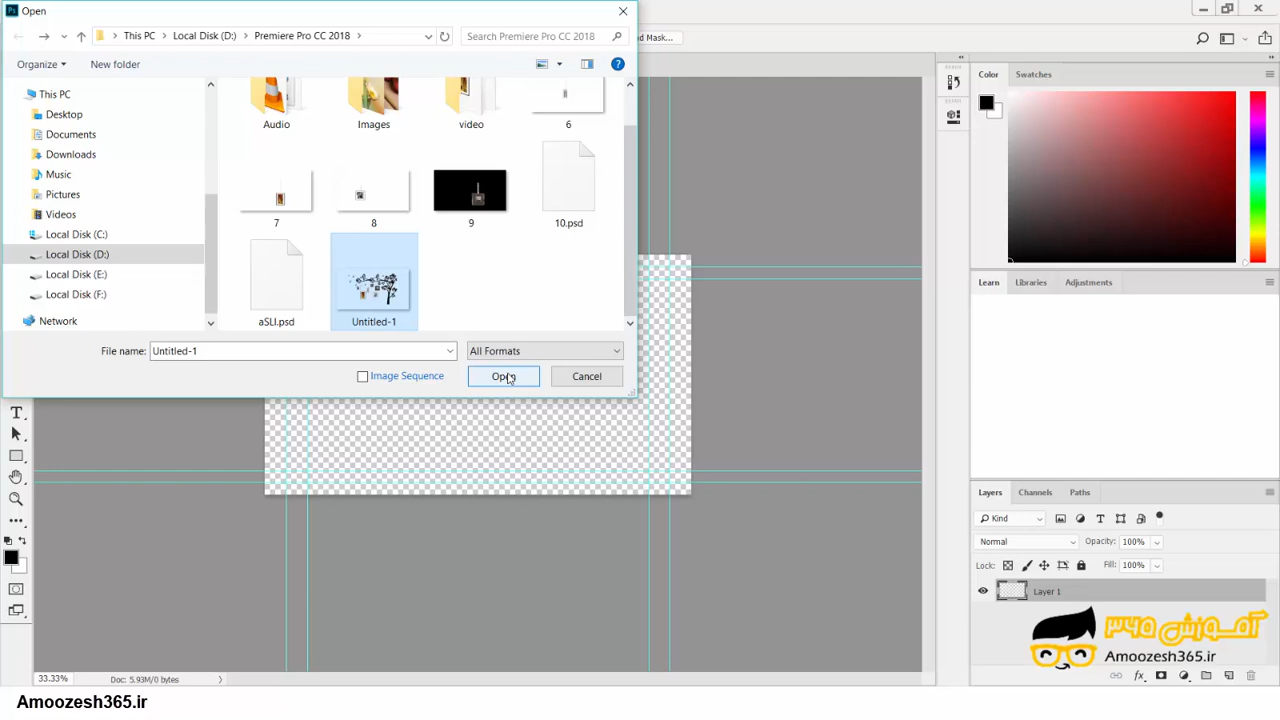 Open
This PC > Local Disk (D:) > Premiere Pro CC 2018 >
Search Premiere Pro CC 2018
Organize
New folder
This PC
Desktop
Documents
Downloads
Music
Pictures
Videos
Local Disk (C:)
Local Disk (D:)
Local Disk (E:)
Local Disk (F:)
Network
Audio
Images
video
6
7
8
9
10.psd
aSLI.psd
Untitled-1
File name:
Untitled-1
All Formats
Image Sequence
Open
Cancel
d Mask...
Color
Swatches
Learn
Libraries
Adjustments
Layers
Channels
Paths
Kind
Normal
Opacity: 100%
Lock:
Fill: 100%
Layer 1
آموزش ۳۶۵
Amoozesh365.ir
33.33%
Doc: 5.93M/0 bytes
Amoozesh365.ir